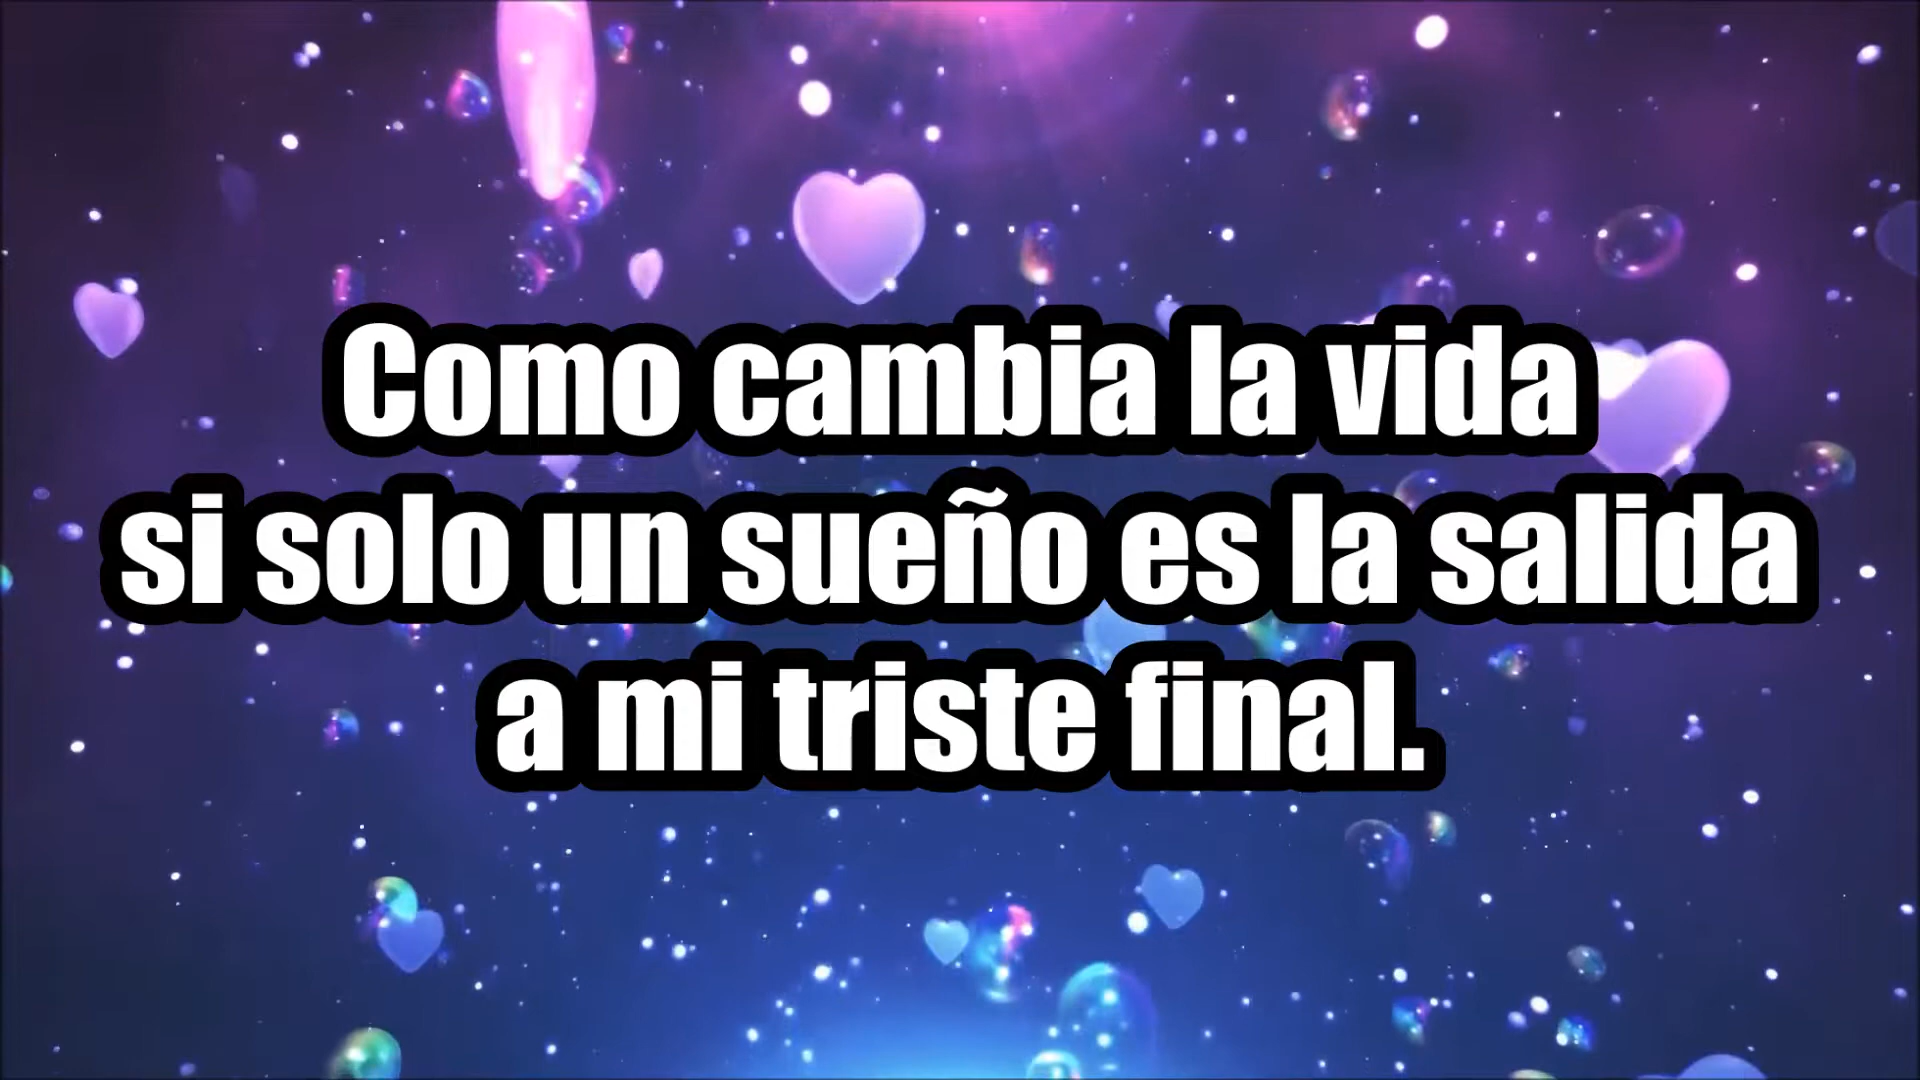 Como cambia la vida
si solo un sueño es la salida
a mi triste final.